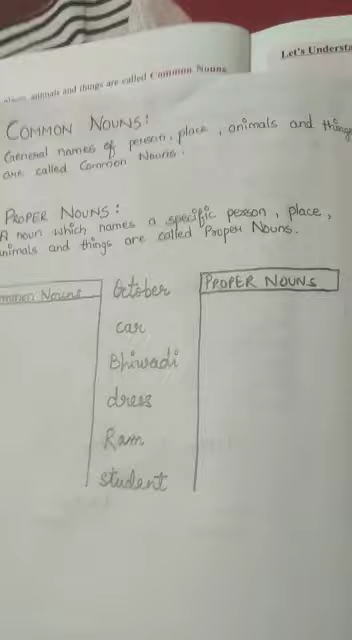 animals and things are called Common Nouns
Let's Understa
COMMON NOUNS:
General names of person, place, animals and things
are called Common Nouns.
PROPER NOUNS:
A noun which names a specific person, place,
animals and things are called Proper Nouns.
mmon Nouns
October
PROPER NOUNS
car
Bhiwadi
dress
Ram
student